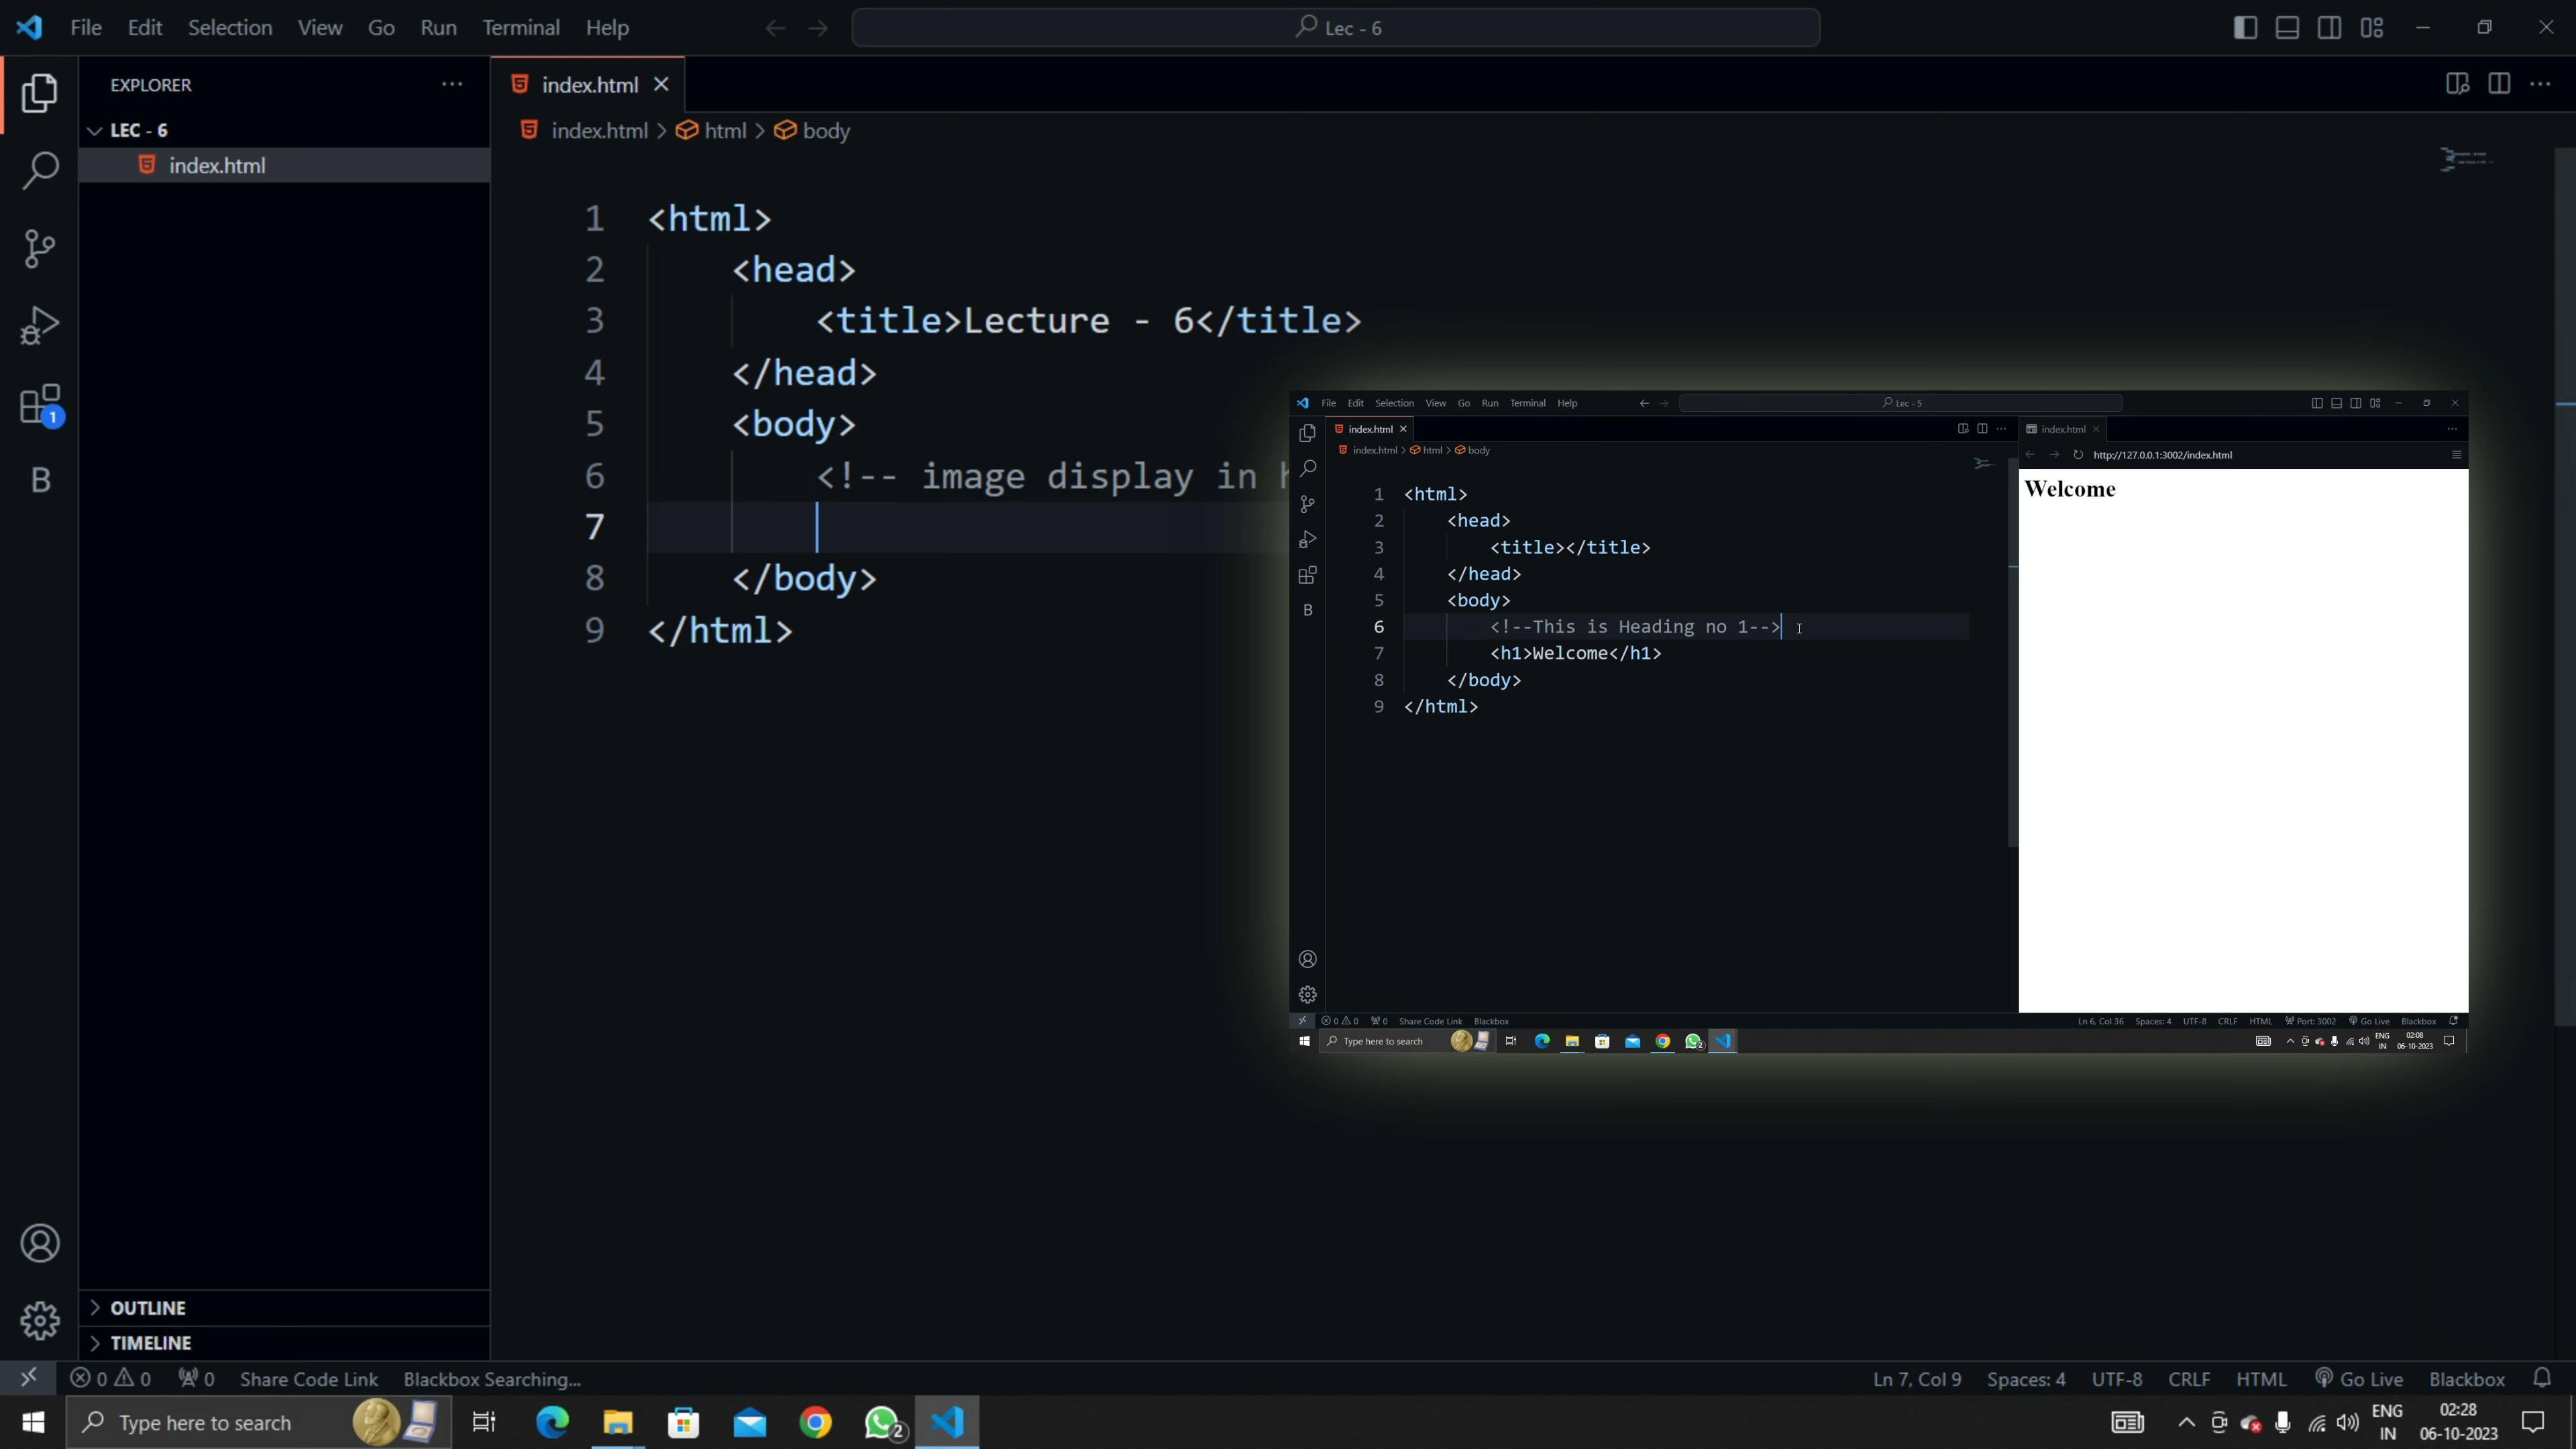 File Edit Selection View Go Run Terminal Help
Lec - 6
EXPLORER
index.html
LEC - 6
index.html > html > body
index.html
1 <html>
2 <head>
3 <title>Lecture - 6</title>
4 </head>
5 <body>
6 <!-- image display in
7
8 </body>
9 </html>
1
B
File Edit Selection View Go Run Terminal Help
Lec - 5
index.html
index.html
index.html > html > body
http://127.0.0.1:3002/index.html
Welcome
1 <html>
2 <head>
3 <title></title>
4 </head>
5 <body>
6 <!--This is Heading no 1-->
7 <h1>Welcome</h1>
8 </body>
9 </html>
B
0 0 0 Share Code Link Blackbox
Ln 6, Col 36 Spaces: 4 UTF-8 CRLF HTML Port: 3002 Go Live Blackbox
Type here to search
2
ENG
IN
02:08
06-10-2023
OUTLINE
TIMELINE
0 0 0 Share Code Link Blackbox Searching...
Ln 7, Col 9 Spaces: 4 UTF-8 CRLF HTML Go Live Blackbox
Type here to search
2
ENG
IN
02:28
06-10-2023